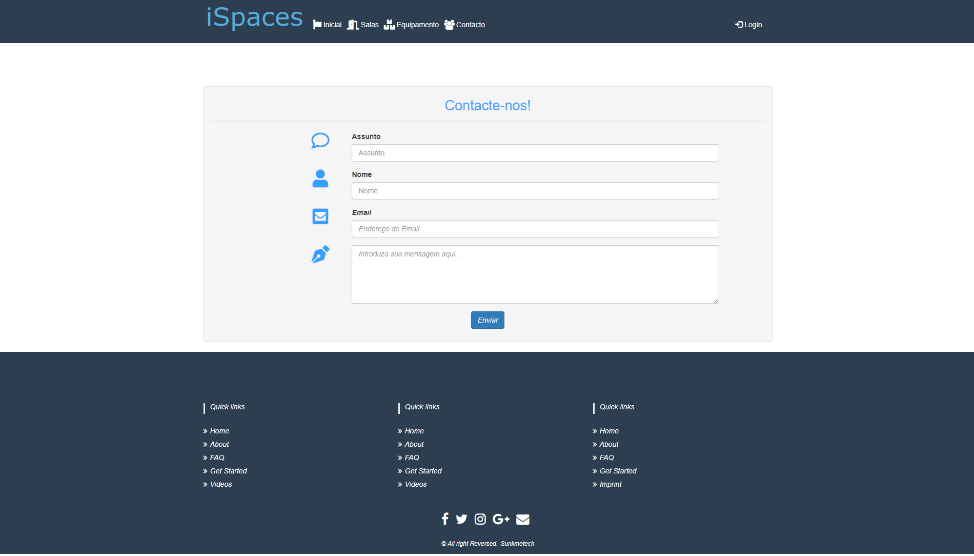 iSpaces
Inicial Salas Equipamento Contacto Login
Contacte-nos!
Assunto
Assunto
Nome
Nome
Email
Endereço de Email
Introduza sua mensagem aqui...
Enviar
Quick links Quick links Quick links
» Home » Home » Home
» About » About » About
» FAQ » FAQ » FAQ
» Get Started » Get Started » Get Started
» Videos » Videos » Imprint
© All right Reversed. Sunlimetech